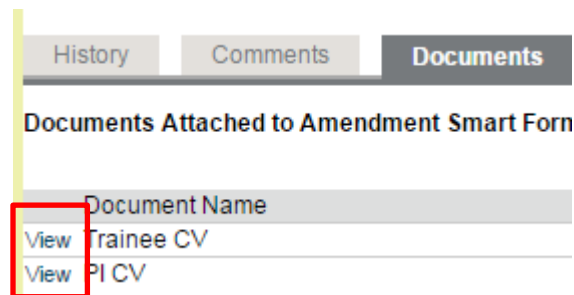 History Comments Documents
Documents Attached to Amendment Smart Form
Document Name
View Trainee CV
View PI CV